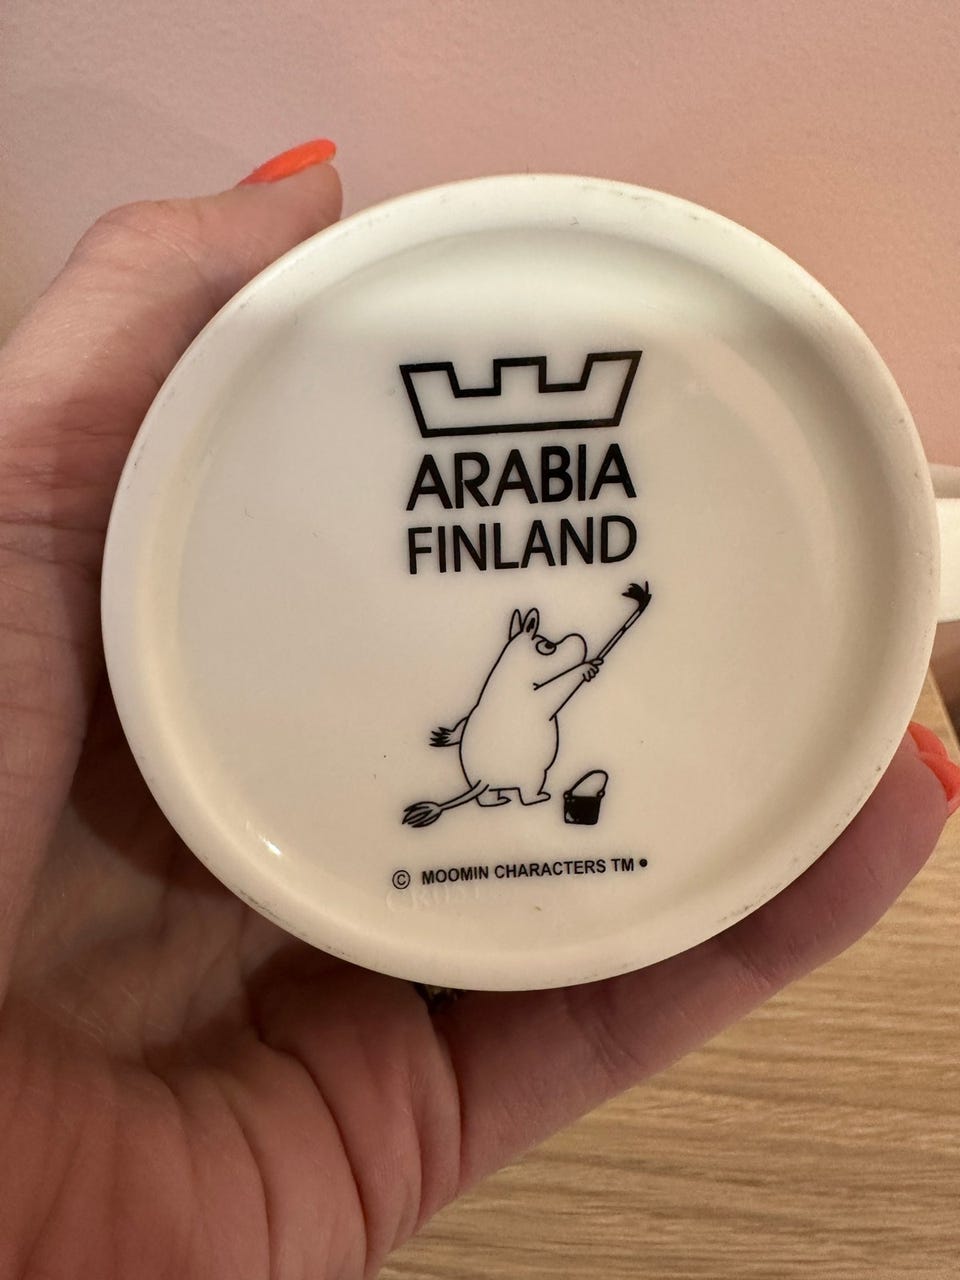 ARABIA
FINLAND
© MOOMIN CHARACTERS TM •